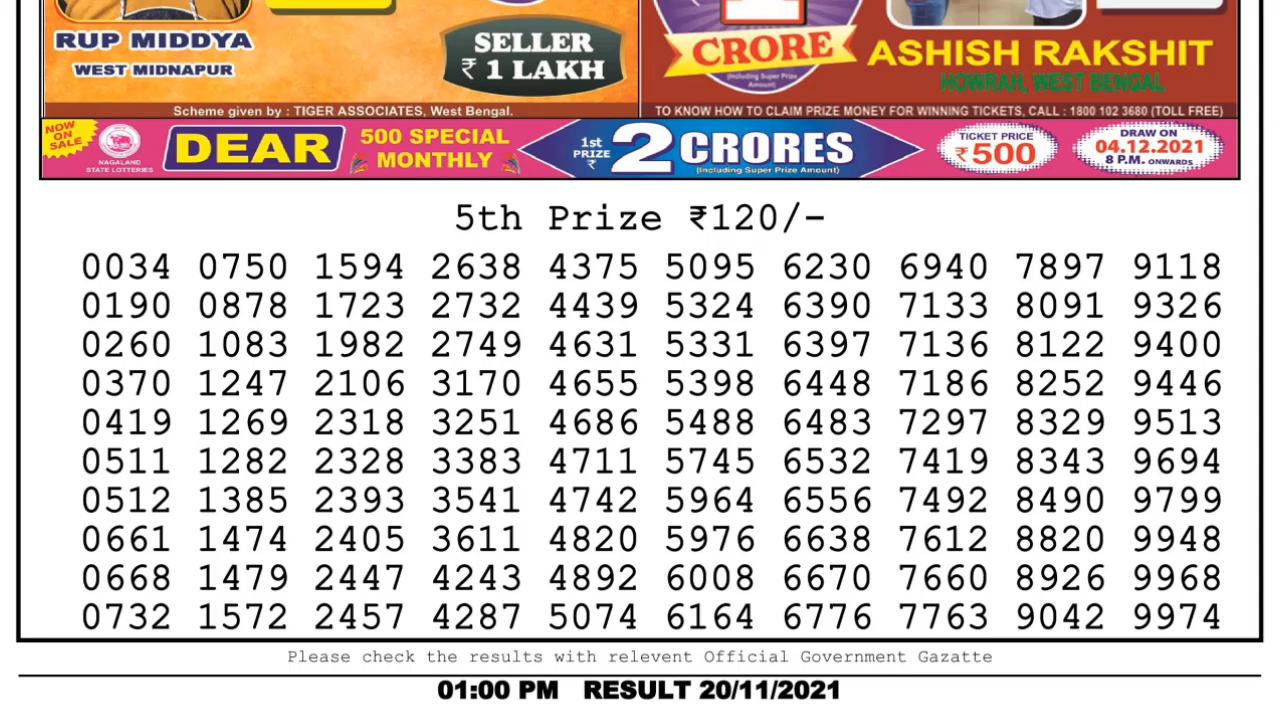 RUP MIDDYA
WEST MIDNAPUR
SELLER
₹ 1 LAKH
Scheme given by : TIGER ASSOCIATES, West Bengal.
CRORE
(Including Super Prize
Amount)
ASHISH RAKSHIT
HOWRAH, WEST BENGAL
TO KNOW HOW TO CLAIM PRIZE MONEY FOR WINNING TICKETS, CALL : 1800 102 3680 (TOLL FREE)
NOW
ON
SALE
NAGALAND
STATE LOTTERIES
DEAR
500 SPECIAL
MONTHLY
1st
PRIZE
₹
2 CRORES
(Including Super Prize Amount)
TICKET PRICE
₹500
DRAW ON
04.12.2021
8 P.M. ONWARDS
5th Prize ₹120/-
0034 0750 1594 2638 4375 5095 6230 6940 7897 9118
0190 0878 1723 2732 4439 5324 6390 7133 8091 9326
0260 1083 1982 2749 4631 5331 6397 7136 8122 9400
0370 1247 2106 3170 4655 5398 6448 7186 8252 9446
0419 1269 2318 3251 4686 5488 6483 7297 8329 9513
0511 1282 2328 3383 4711 5745 6532 7419 8343 9694
0512 1385 2393 3541 4742 5964 6556 7492 8490 9799
0661 1474 2405 3611 4820 5976 6638 7612 8820 9948
0668 1479 2447 4243 4892 6008 6670 7660 8926 9968
0732 1572 2457 4287 5074 6164 6776 7763 9042 9974
Please check the results with relevent Official Government Gazatte
01:00 PM RESULT 20/11/2021